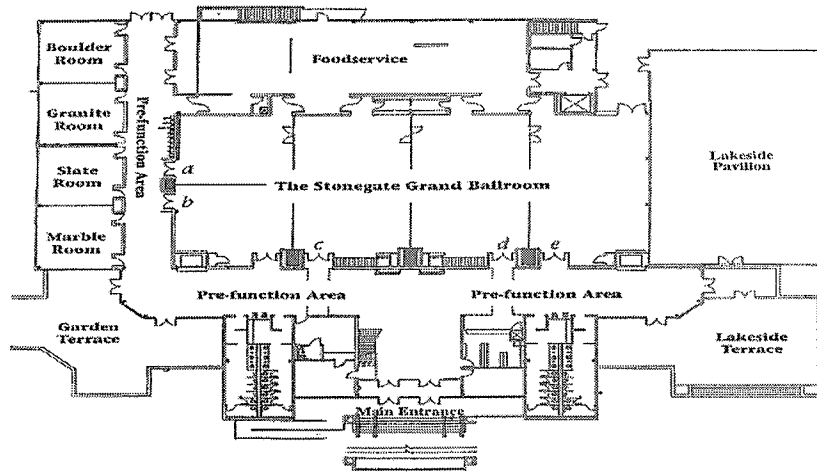 Boulder
Room
Foodservice
Granite
Room
Pre-function Area
Slate
Room
a
The Stonegate Grand Ballroom
b
Lakeside
Pavilion
Marble
Room
c
d
e
Pre-function Area
Pre-function Area
Garden
Terrace
Lakeside
Terrace
Main Entrance